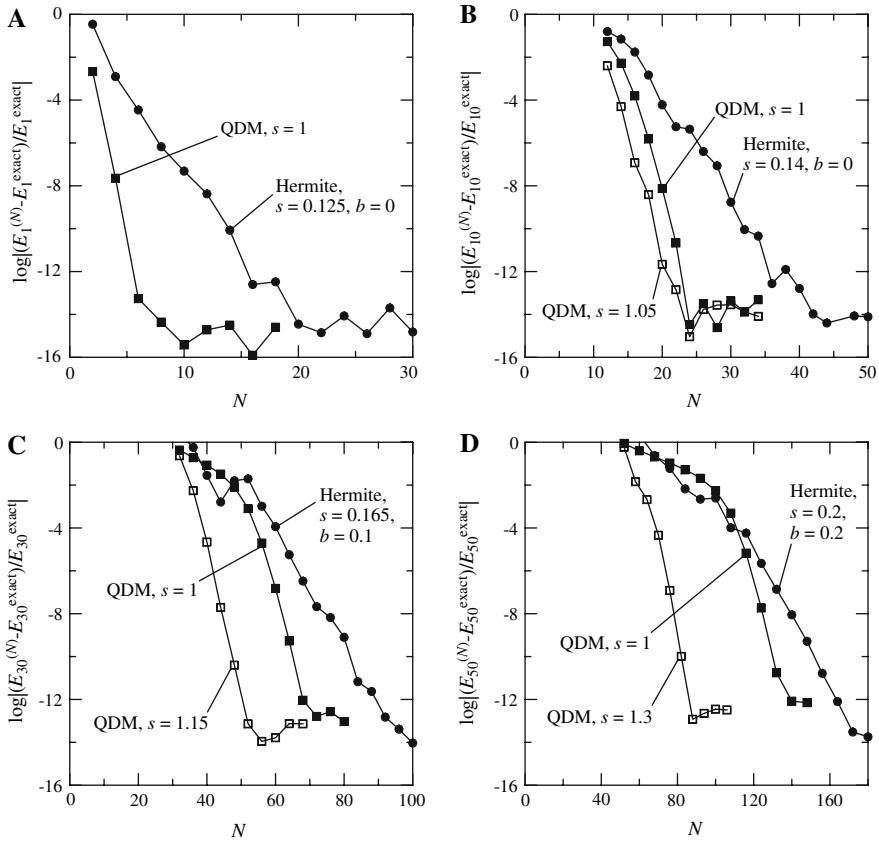 A
0
-4
-8
-12
-16
0
10
20
30
N
log|(E₁⁽ᴺ⁾-E₁ᵉˣᵃᶜᵗ)/E₁ᵉˣᵃᶜᵗ|
QDM, s = 1
Hermite,
s = 0.125, b = 0
B
0
-4
-8
-12
-16
0
10
20
30
40
50
N
log|(E₁₀⁽ᴺ⁾-E₁₀ᵉˣᵃᶜᵗ)/E₁₀ᵉˣᵃᶜᵗ|
QDM, s = 1
Hermite,
s = 0.14, b = 0
QDM, s = 1.05
C
0
-4
-8
-12
-16
0
20
40
60
80
100
N
log|(E₃₀⁽ᴺ⁾-E₃₀ᵉˣᵃᶜᵗ)/E₃₀ᵉˣᵃᶜᵗ|
Hermite,
s = 0.165,
b = 0.1
QDM, s = 1
QDM, s = 1.15
D
0
-4
-8
-12
-16
40
80
120
160
N
log|(E₅₀⁽ᴺ⁾-E₅₀ᵉˣᵃᶜᵗ)/E₅₀ᵉˣᵃᶜᵗ|
Hermite,
s = 0.2,
b = 0.2
QDM, s = 1
QDM, s = 1.3